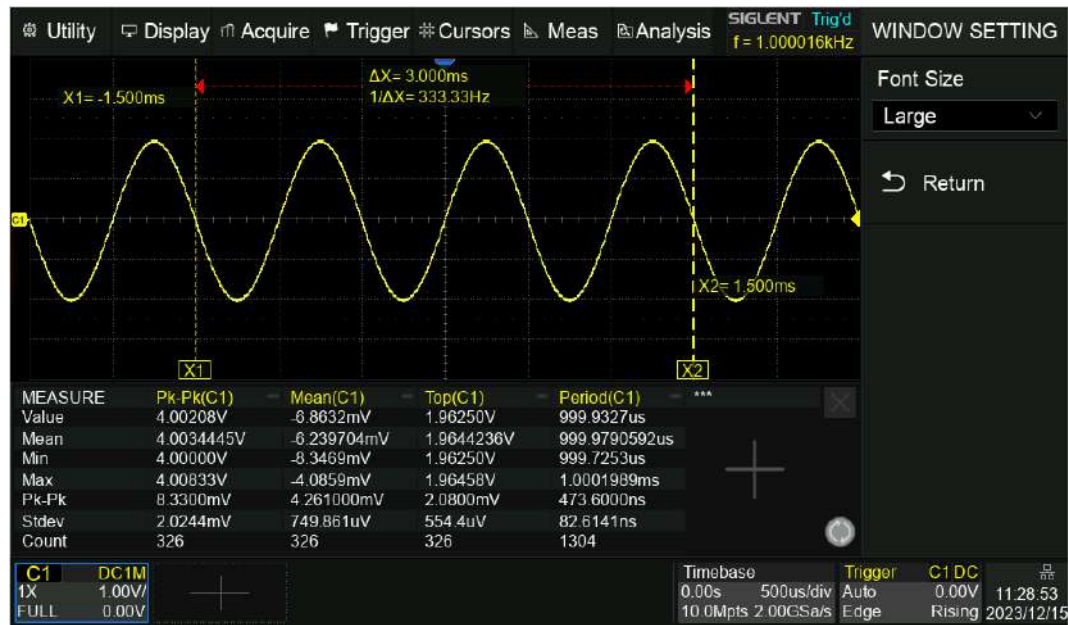 Utility Display Acquire Trigger Cursors Meas Analysis SIGLENT Trig'd
f = 1.000016kHz
WINDOW SETTING
Font Size
Large
Return
ΔX= 3.000ms
1/ΔX= 333.33Hz
X1= -1.500ms
C1
X2= 1.500ms
X1 X2
MEASURE Pk-Pk(C1) Mean(C1) Top(C1) Period(C1) ***
Value 4.00208V -6.8632mV 1.96250V 999.9327us
Mean 4.0034445V -6.239704mV 1.9644236V 999.9790592us
Min 4.00000V -8.3469mV 1.96250V 999.7253us
Max 4.00833V -4.0859mV 1.96458V 1.0001989ms
Pk-Pk 8.3300mV 4.261000mV 2.0800mV 473.6000ns
Stdev 2.0244mV 749.861uV 554.4uV 82.6141ns
Count 326 326 326 1304
C1 DC1M
1X 1.00V/
FULL 0.00V
Timebase
0.00s 500us/div
10.0Mpts 2.00GSa/s
Trigger C1 DC
Auto 0.00V
Edge Rising
11:28:53
2023/12/15